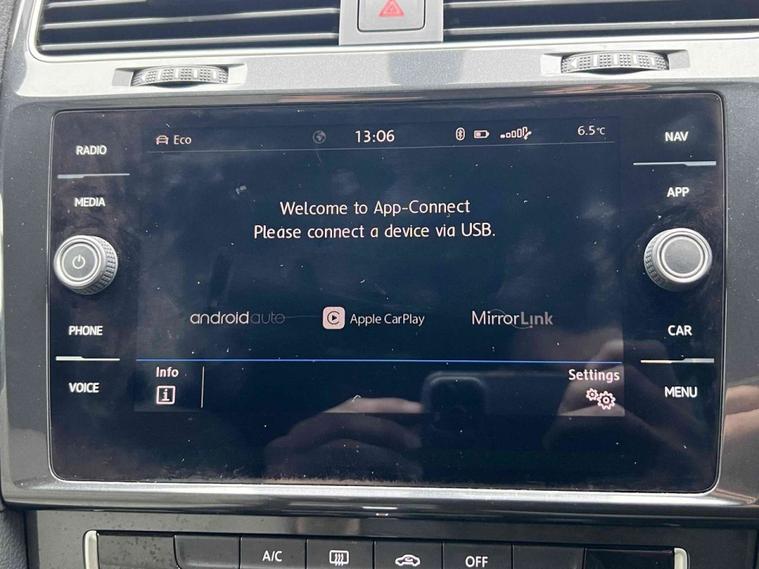 Eco 13:06 6.5°C
RADIO
NAV
MEDIA
APP
Welcome to App-Connect
Please connect a device via USB.
androidauto Apple CarPlay MirrorLink
PHONE
CAR
Info
Settings
VOICE
MENU
A/C OFF